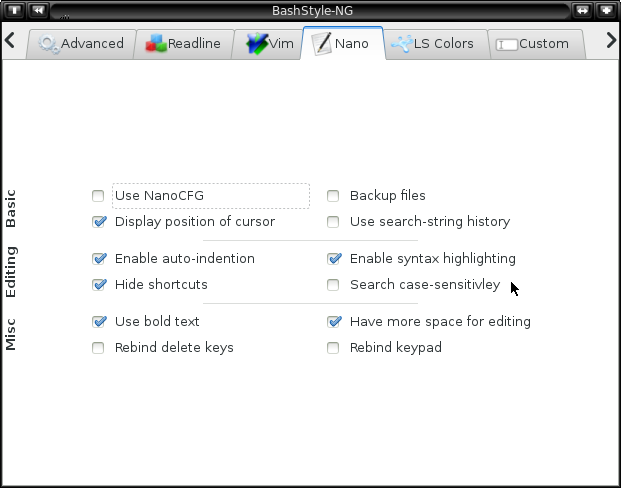 BashStyle-NG
Advanced Readline Vim Nano LS Colors Custom
Basic
Use NanoCFG Backup files
Display position of cursor Use search-string history
Editing
Enable auto-indention Enable syntax highlighting
Hide shortcuts Search case-sensitivley
Misc
Use bold text Have more space for editing
Rebind delete keys Rebind keypad